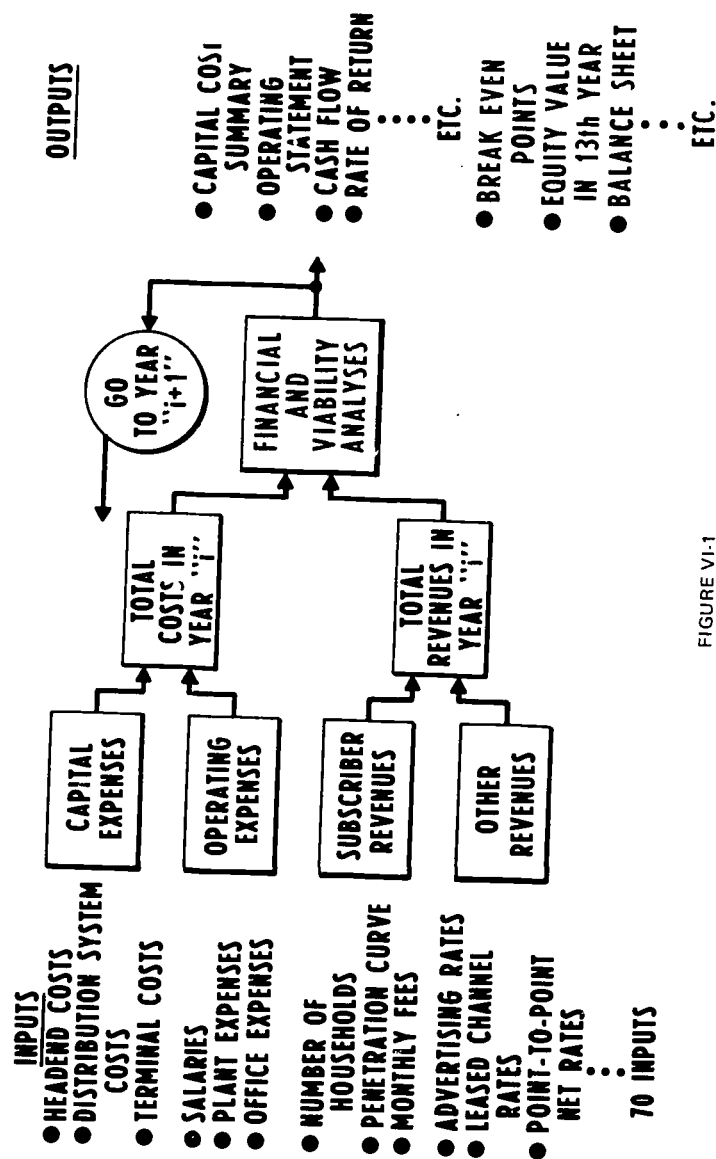 INPUTS
● HEADEND COSTS
● DISTRIBUTION SYSTEM
COSTS
● TERMINAL COSTS
● SALARIES
● PLANT EXPENSES
● OFFICE EXPENSES
● NUMBER OF
HOUSEHOLDS
● PENETRATION CURVE
● MONTHLY FEES
● ADVERTISING RATES
● LEASED CHANNEL
RATES
● POINT-TO-POINT
NET RATES
70 INPUTS
CAPITAL
EXPENSES
OPERATING
EXPENSES
SUBSCRIBER
REVENUES
OTHER
REVENUES
TOTAL
COSTS IN
YEAR "i"
TOTAL
REVENUES IN
YEAR "i"
GO
TO YEAR
"i+1"
FINANCIAL
AND
VIABILITY
ANALYSES
OUTPUTS
● CAPITAL COST
SUMMARY
● OPERATING
STATEMENT
● CASH FLOW
● RATE OF RETURN
ETC.
● BREAK EVEN
POINTS
● EQUITY VALUE
IN 13th YEAR
● BALANCE SHEET
ETC.
FIGURE VI-1